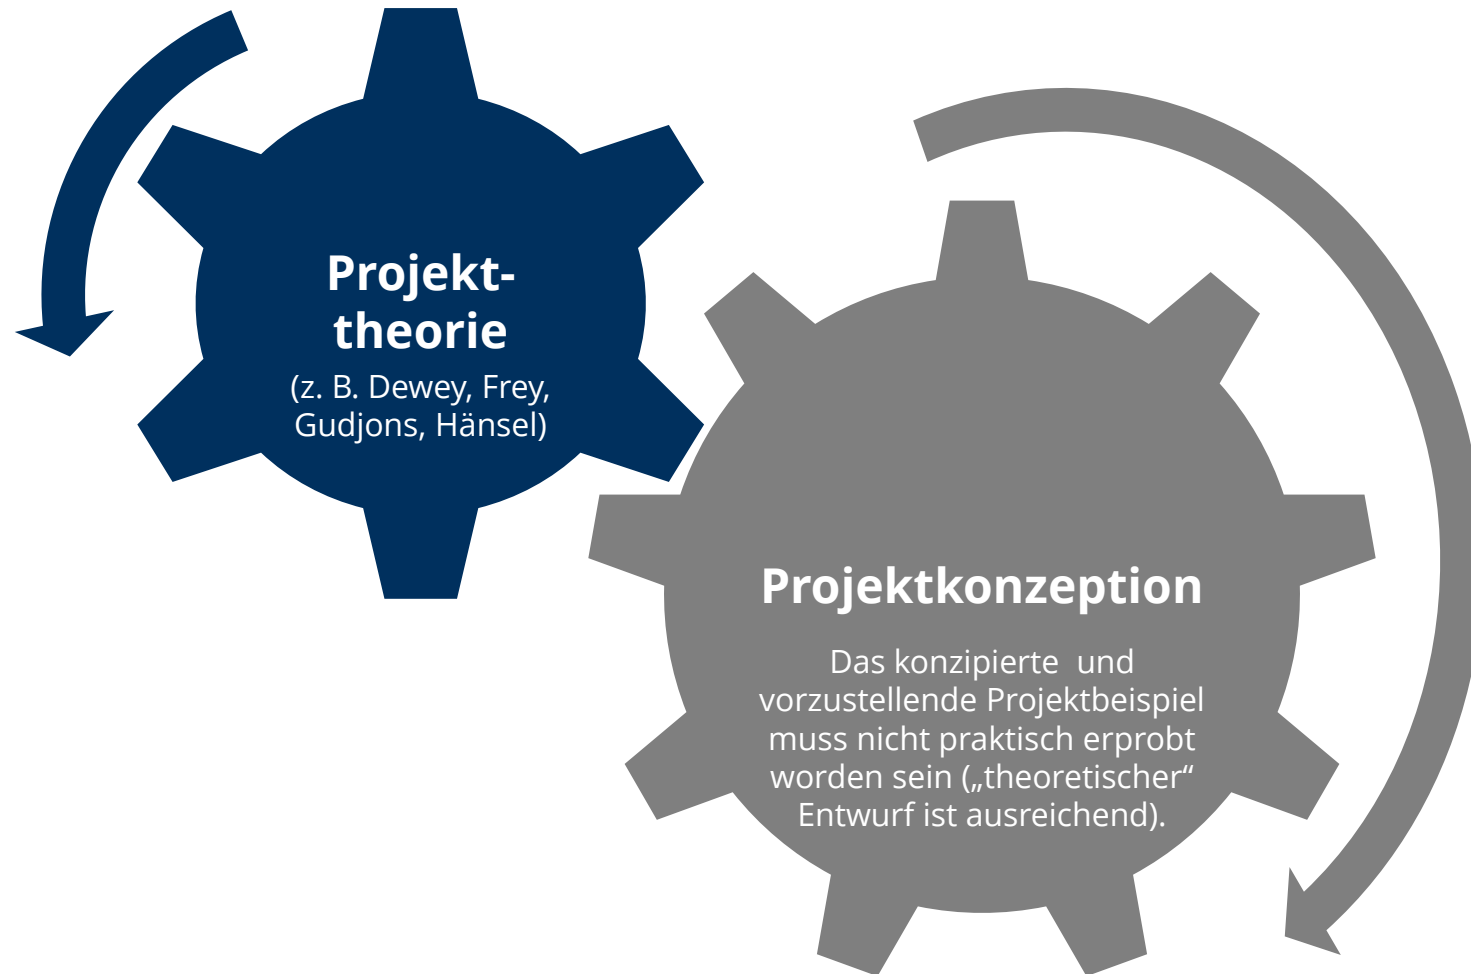 Projekt-
theorie
(z. B. Dewey, Frey,
Gudjons, Hänsel)
Projektkonzeption
Das konzipierte  und
vorzustellende Projektbeispiel
muss nicht praktisch erprobt
worden sein („theoretischer“
Entwurf ist ausreichend).